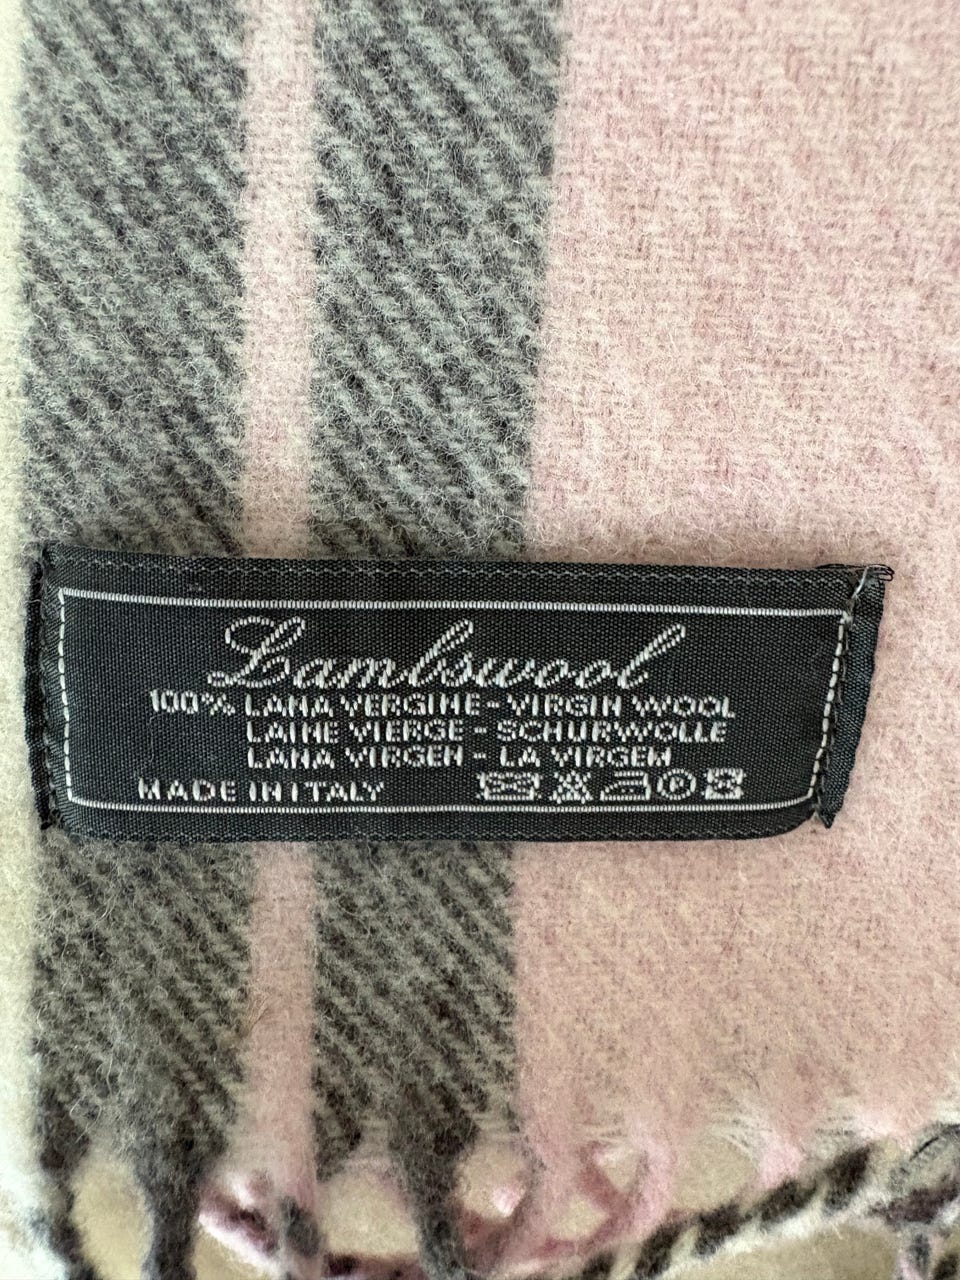 Lambswool
100% LANA VERGINE - VIRGIN WOOL
LAINE VIERGE - SCHURWOLLE
LANA VIRGEN - LA VIRGEM
MADE IN ITALY